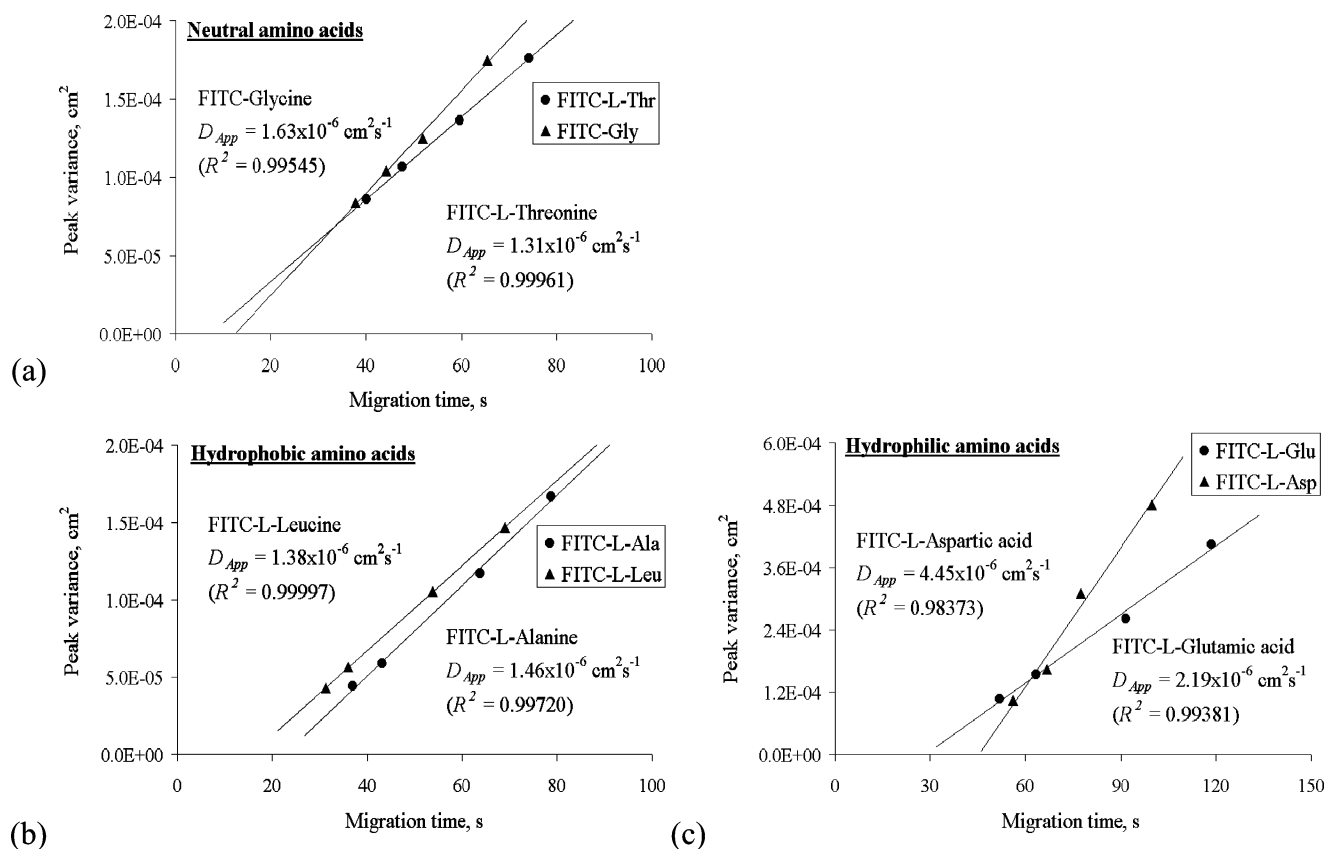 Neutral amino acids
FITC-Glycine
D_App = 1.63x10⁻⁶ cm²s⁻¹
(R² = 0.99545)
FITC-L-Thr
FITC-Gly
FITC-L-Threonine
D_App = 1.31x10⁻⁶ cm²s⁻¹
(R² = 0.99961)
Peak variance, cm²
2.0E-04
1.5E-04
1.0E-04
5.0E-05
0.0E+00
0 20 40 60 80 100
Migration time, s
(a)
Hydrophobic amino acids
FITC-L-Leucine
D_App = 1.38x10⁻⁶ cm²s⁻¹
(R² = 0.99997)
FITC-L-Ala
FITC-L-Leu
FITC-L-Alanine
D_App = 1.46x10⁻⁶ cm²s⁻¹
(R² = 0.99720)
Peak variance, cm²
2.0E-04
1.5E-04
1.0E-04
5.0E-05
0.0E+00
0 20 40 60 80 100
Migration time, s
(b)
Hydrophilic amino acids
FITC-L-Glu
FITC-L-Asp
FITC-L-Aspartic acid
D_App = 4.45x10⁻⁶ cm²s⁻¹
(R² = 0.98373)
FITC-L-Glutamic acid
D_App = 2.19x10⁻⁶ cm²s⁻¹
(R² = 0.99381)
Peak variance, cm²
6.0E-04
4.8E-04
3.6E-04
2.4E-04
1.2E-04
0.0E+00
0 30 60 90 120 150
Migration time, s
(c)